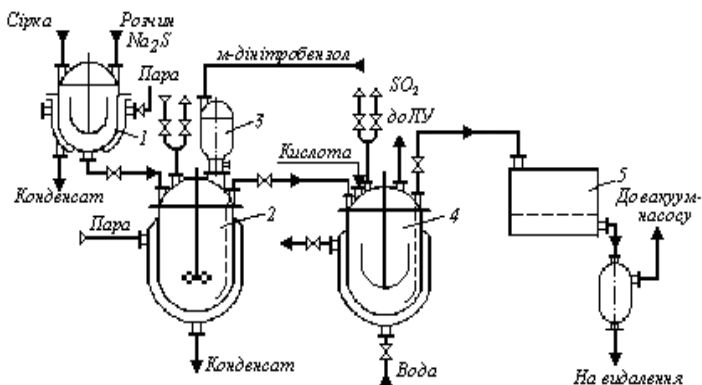 Сірка
Розчин
Na2S
м-дінітробензол
Пара
SO2
до ЛУ
1
3
Кислота
5
До вакуум-
насосу
Конденсат
2
4
Пара
Конденсат
Вода
На видалення